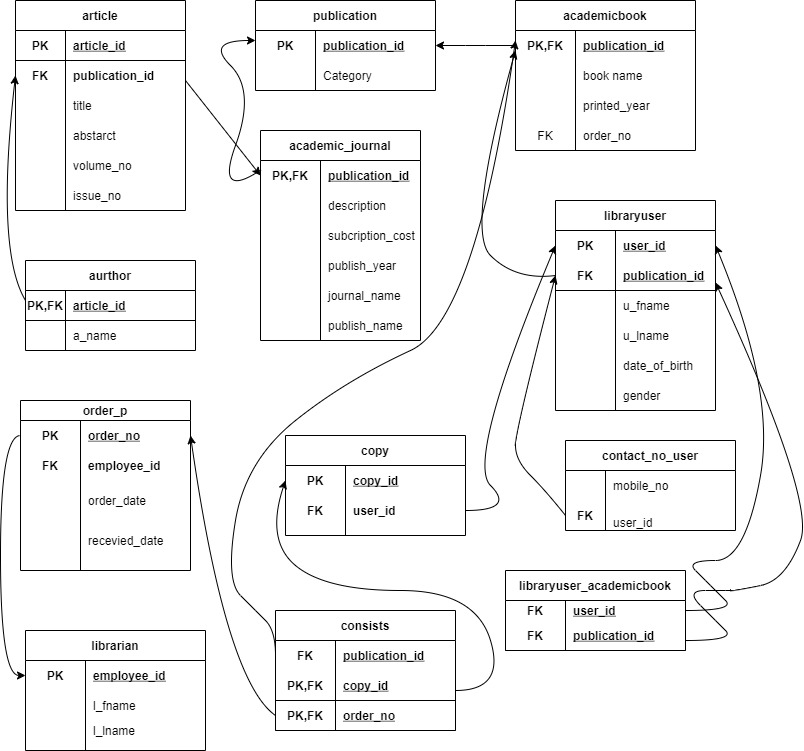 article
PK article_id
FK publication_id
title
abstarct
volume_no
issue_no
publication
PK publication_id
Category
academicbook
PK,FK publication_id
book name
printed_year
FK order_no
academic_journal
PK,FK publication_id
description
subcription_cost
publish_year
journal_name
publish_name
libraryuser
PK user_id
FK publication_id
u_fname
u_lname
date_of_birth
gender
aurthor
PK,FK article_id
a_name
order_p
PK order_no
FK employee_id
order_date
recevied_date
copy
PK copy_id
FK user_id
contact_no_user
mobile_no
FK user_id
libraryuser_academicbook
FK user_id
FK publication_id
librarian
PK employee_id
l_fname
l_lname
consists
FK publication_id
PK,FK copy_id
PK,FK order_no